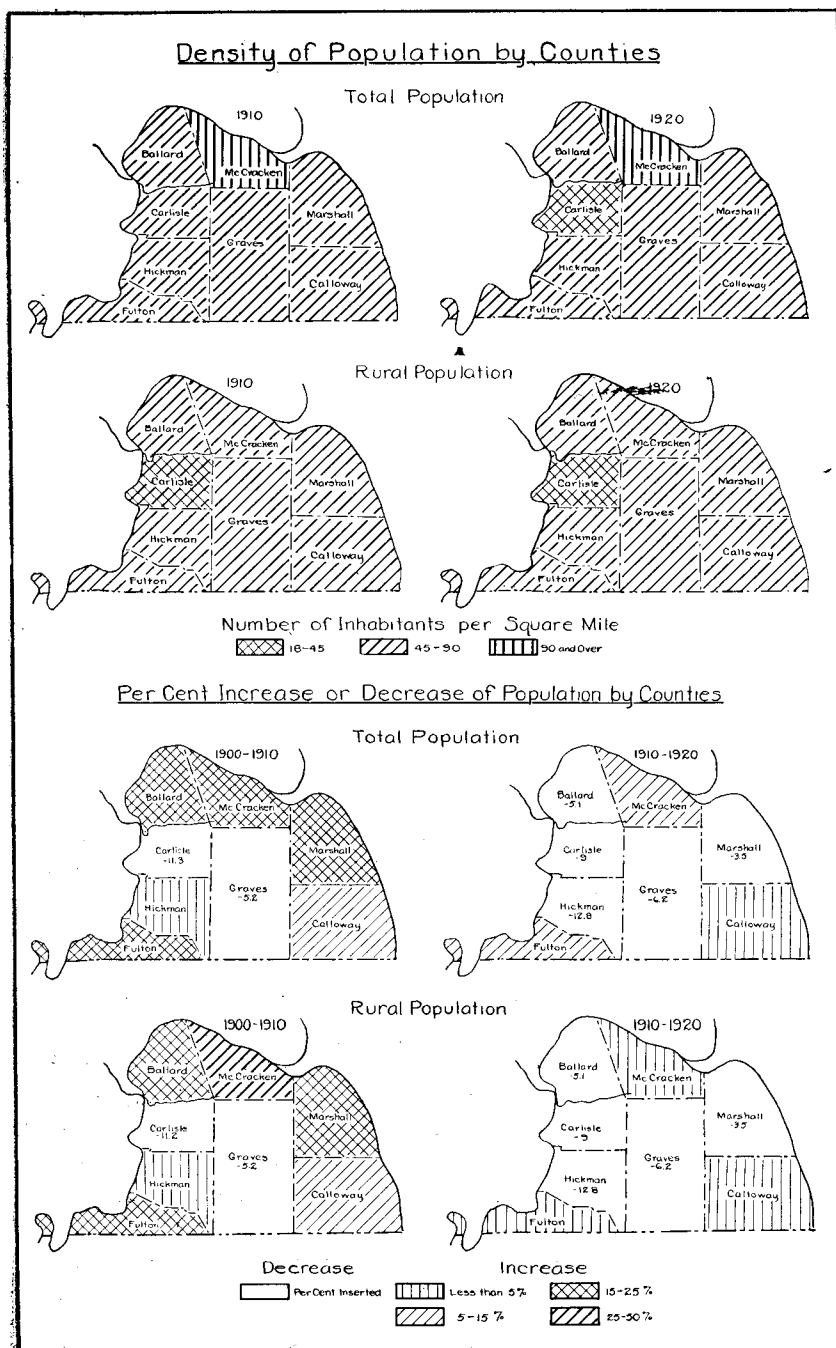 Density of Population by Counties
Total Population
1910
1920
Ballard
McCracken
Carlisle
Marshall
Graves
Hickman
Calloway
Fulton
Ballard
McCracken
Carlisle
Marshall
Graves
Hickman
Calloway
Fulton
Rural Population
1910
1920
Ballard
McCracken
Carlisle
Marshall
Graves
Hickman
Calloway
Fulton
Ballard
McCracken
Carlisle
Marshall
Graves
Hickman
Calloway
Fulton
Number of Inhabitants per Square Mile
18-45 45-90 90 and Over
Per Cent Increase or Decrease of Population by Counties
Total Population
1900-1910
1910-1920
Ballard
McCracken
Carlisle
-11.3
Marshall
Graves
-5.2
Hickman
Calloway
Fulton
Ballard
-5.1
McCracken
Carlisle
-9
Marshall
-3.5
Graves
-6.2
Hickman
-12.8
Calloway
Fulton
Rural Population
1900-1910
1910-1920
Ballard
McCracken
Carlisle
-11.2
Marshall
Graves
-5.2
Hickman
Calloway
Fulton
Ballard
-5.1
McCracken
Carlisle
-9
Marshall
-3.5
Graves
-6.2
Hickman
-12.8
Calloway
Fulton
Decrease Increase
Per Cent Inserted Less than 5% 15-25%
5-15% 25-50%